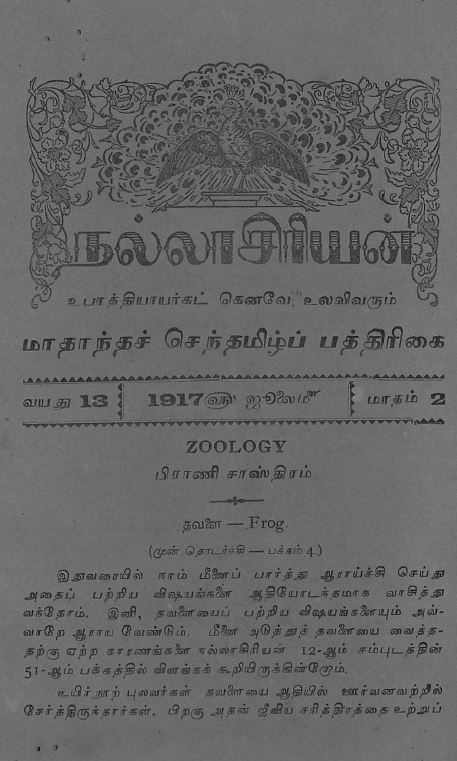 நல்லாசிரியன்
உபாத்தியாயர்கட் கெனவே உலவிவரும்
மாதாந்தச் செந்தமிழ்ப் பத்திரிகை
வயது 13 1917௵ ஜூலை௴ மாதம் 2
ZOOLOGY
பிராணி சாஸ்திரம்
தவளை — Frog.
(முன் தொடர்ச்சி — பக்கம் 4.)
இதுவரையில் நாம் மீனைப் பார்த்து ஆராய்ச்சி செய்து
அதைப் பற்றிய விஷயங்களை ஆதியோடந்தமாக வாசித்து
வந்தோம். இனி, தவளையைப் பற்றிய விஷயங்களையும் அவ்-
வாறே ஆராய வேண்டும். மீனை அடுத்துத் தவளையை வைத்த-
தற்கு ஏற்ற காரணங்களை நல்லாசிரியன் 12-ஆம் சம்புடத்தின்
51-ஆம் பக்கத்தில் விளங்கக் கூறியிருக்கின்றோம்.
உயிர்நூற் புலவர்கள் தவளையை ஆதியில் ஊர்வனவற்றில்
சேர்த்திருந்தார்கள். பிறகு அதன் ஜீவிய சரித்திரத்தை உற்றுப்